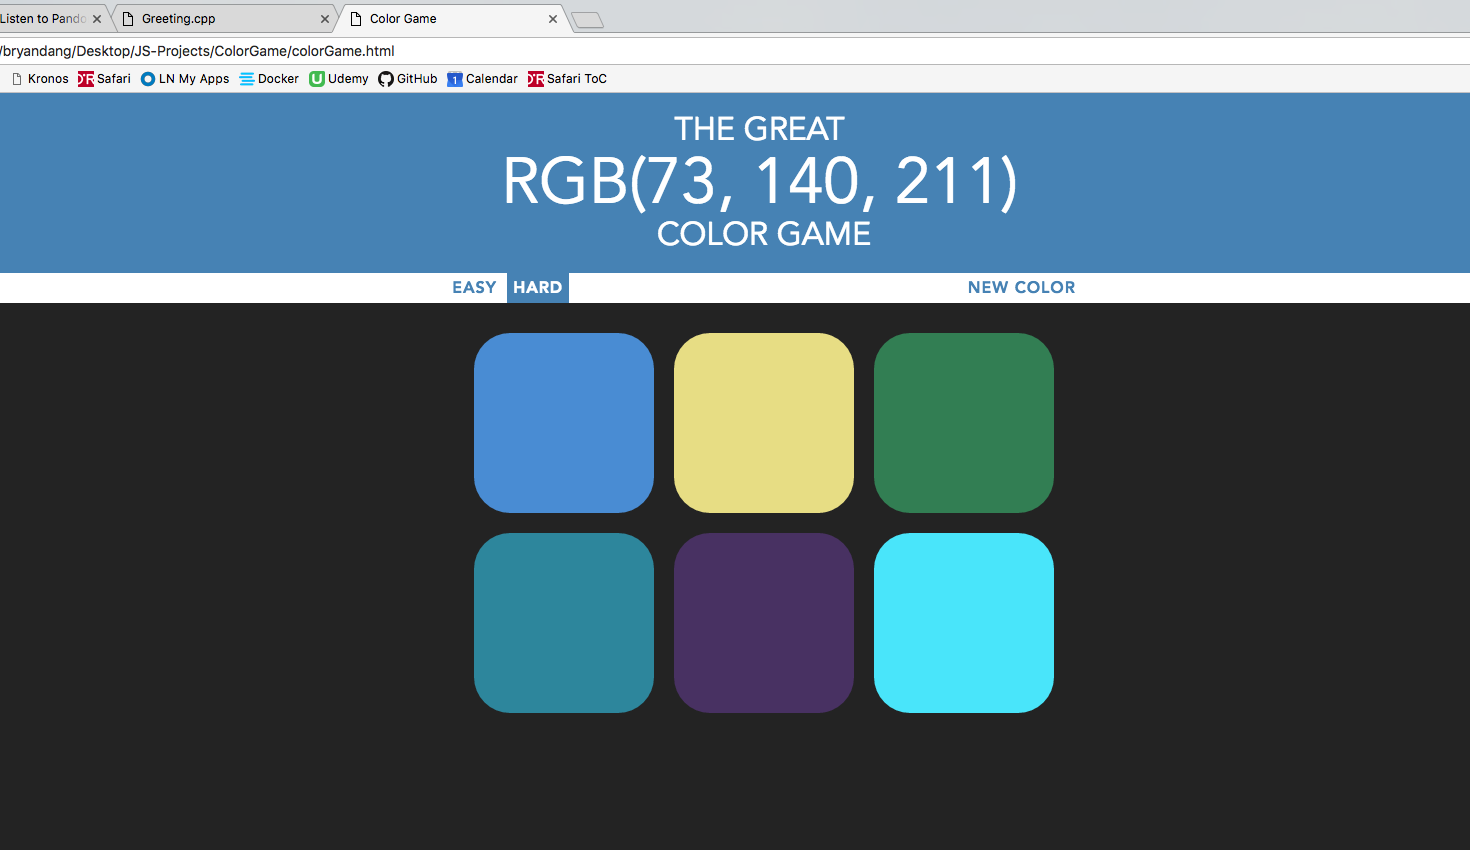 Listen to Pando
Greeting.cpp
Color Game
/bryandang/Desktop/JS-Projects/ColorGame/colorGame.html
Kronos Safari LN My Apps Docker Udemy GitHub 1 Calendar Safari ToC
THE GREAT
RGB(73, 140, 211)
COLOR GAME
EASY HARD NEW COLOR